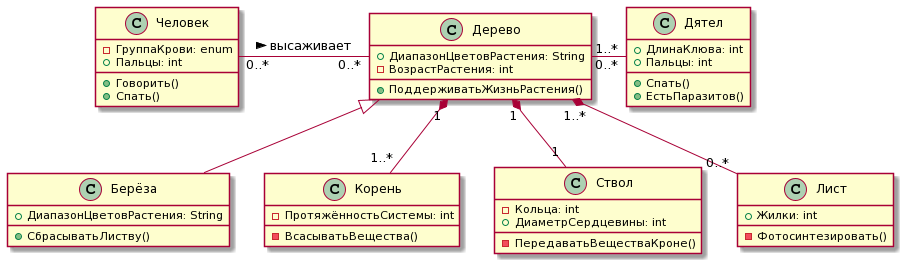 C Человек
ГруппаКрови: enum
Пальцы: int
Говорить()
Спать()
высаживает
0..*
0..*
C Дерево
ДиапазонЦветовРастения: String
ВозрастРастения: int
ПоддерживатьЖизньРастения()
1..*
0..*
C Дятел
ДлинаКлюва: int
Пальцы: int
Спать()
ЕстьПаразитов()
1
1..*
1
1
1..*
0..*
C Берёза
ДиапазонЦветовРастения: String
СбрасыватьЛиству()
C Корень
ПротяжённостьСистемы: int
ВсасыватьВещества()
C Ствол
Кольца: int
ДиаметрСердцевины: int
ПередаватьВеществаКроне()
C Лист
Жилки: int
Фотосинтезировать()